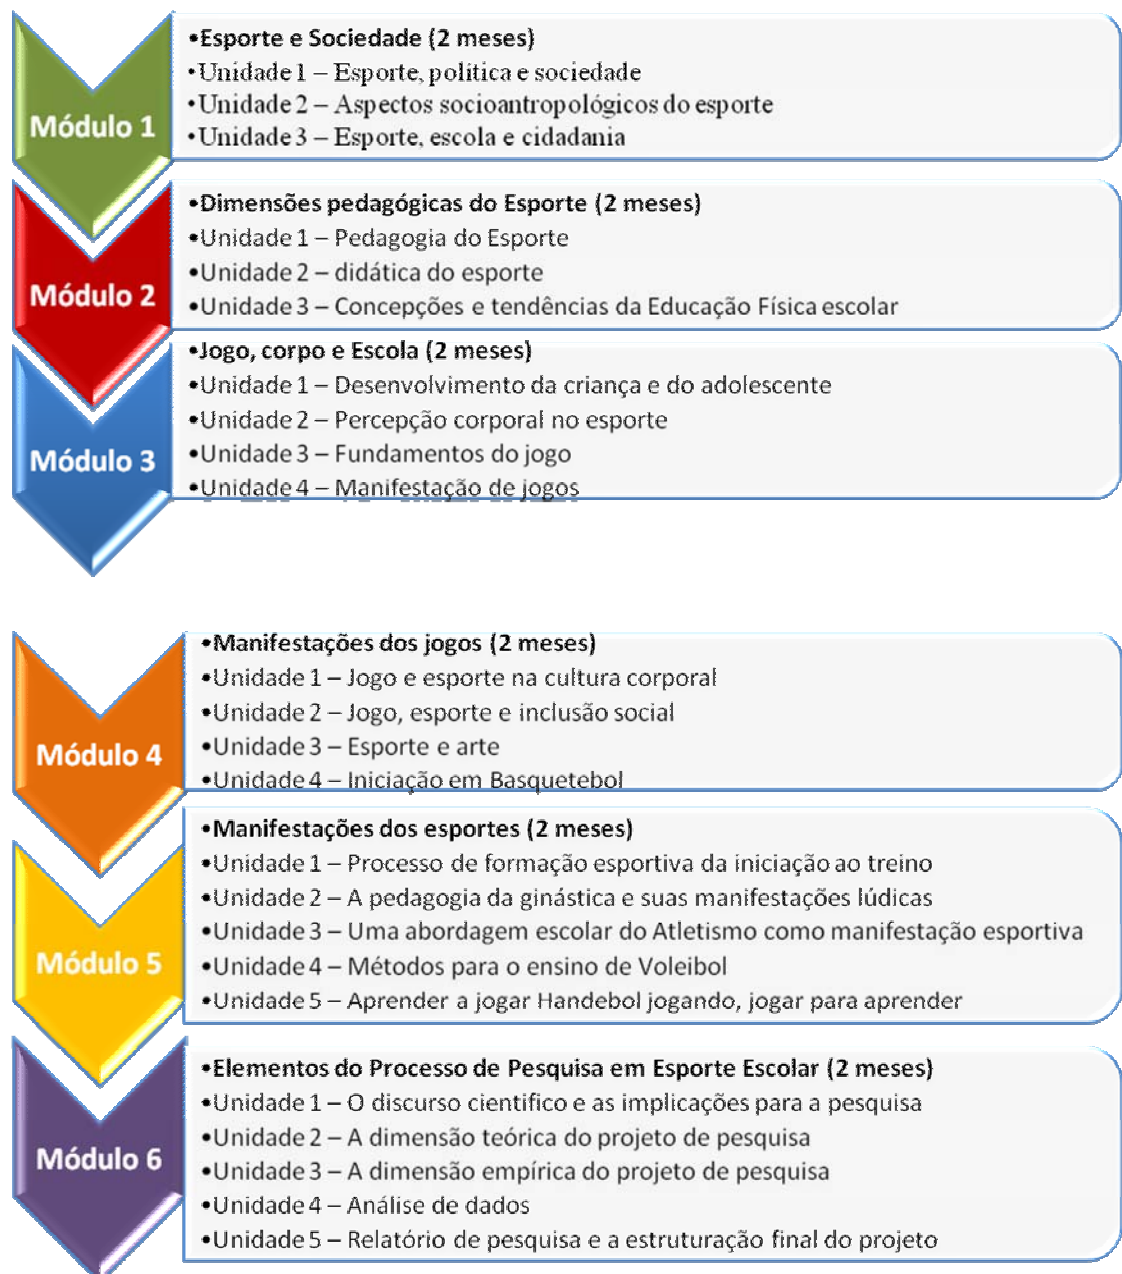 Módulo 1
•Esporte e Sociedade (2 meses)
•Unidade 1 – Esporte, política e sociedade
•Unidade 2 – Aspectos socioantropológicos do esporte
•Unidade 3 – Esporte, escola e cidadania
Módulo 2
•Dimensões pedagógicas do Esporte (2 meses)
•Unidade 1 – Pedagogia do Esporte
•Unidade 2 – didática do esporte
•Unidade 3 – Concepções e tendências da Educação Física escolar
Módulo 3
•Jogo, corpo e Escola (2 meses)
•Unidade 1 – Desenvolvimento da criança e do adolescente
•Unidade 2 – Percepção corporal no esporte
•Unidade 3 – Fundamentos do jogo
•Unidade 4 – Manifestação de jogos
Módulo 4
•Manifestações dos jogos (2 meses)
•Unidade 1 – Jogo e esporte na cultura corporal
•Unidade 2 – Jogo, esporte e inclusão social
•Unidade 3 – Esporte e arte
•Unidade 4 – Iniciação em Basquetebol
Módulo 5
•Manifestações dos esportes (2 meses)
•Unidade 1 – Processo de formação esportiva da iniciação ao treino
•Unidade 2 – A pedagogia da ginástica e suas manifestações lúdicas
•Unidade 3 – Uma abordagem escolar do Atletismo como manifestação esportiva
•Unidade 4 – Métodos para o ensino de Voleibol
•Unidade 5 – Aprender a jogar Handebol jogando, jogar para aprender
Módulo 6
•Elementos do Processo de Pesquisa em Esporte Escolar (2 meses)
•Unidade 1 – O discurso cientifico e as implicações para a pesquisa
•Unidade 2 – A dimensão teórica do projeto de pesquisa
•Unidade 3 – A dimensão empírica do projeto de pesquisa
•Unidade 4 – Análise de dados
•Unidade 5 – Relatório de pesquisa e a estruturação final do projeto